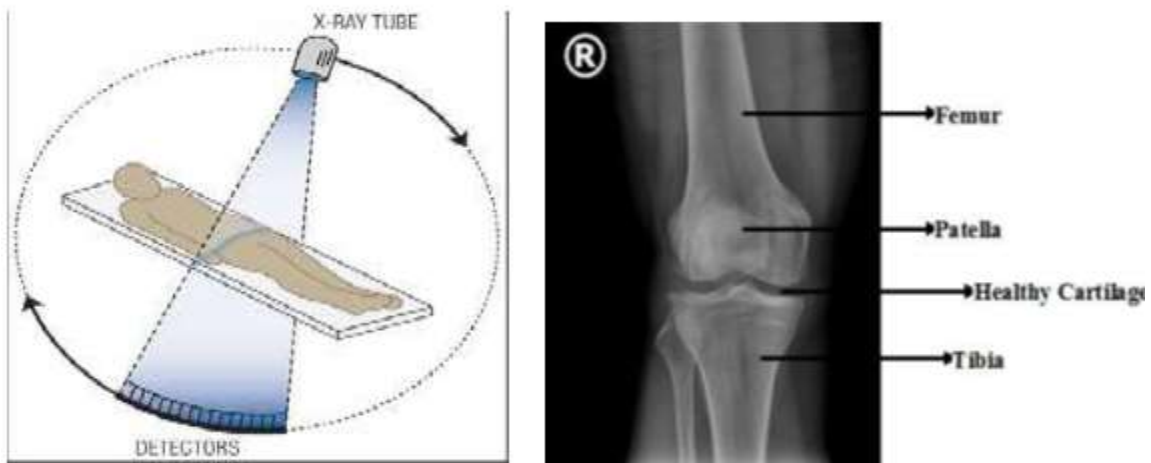 X-RAY TUBE
DETECTORS
R
Femur
Patella
Healthy Cartilage
Tibia